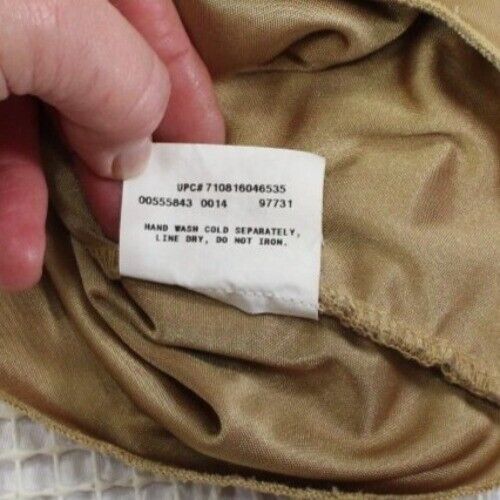 UPC# 710816046535
00555843 0014 97731
HAND WASH COLD SEPARATELY,
LINE DRY, DO NOT IRON.